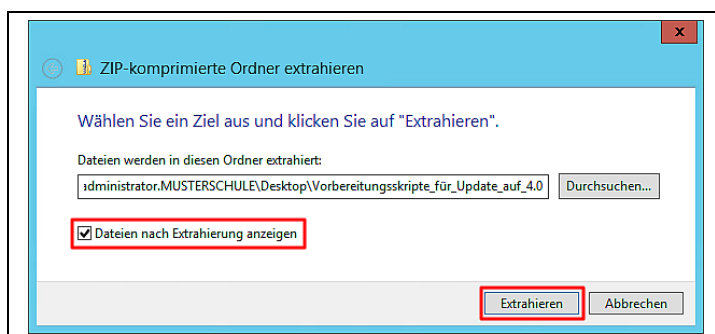 x
ZIP-komprimierte Ordner extrahieren
Wählen Sie ein Ziel aus und klicken Sie auf "Extrahieren".
Dateien werden in diesen Ordner extrahiert:
administrator.MUSTERSCHULE\Desktop\Vorbereitungsskripte_für_Update_auf_4.0 Durchsuchen...
Dateien nach Extrahierung anzeigen
Extrahieren Abbrechen